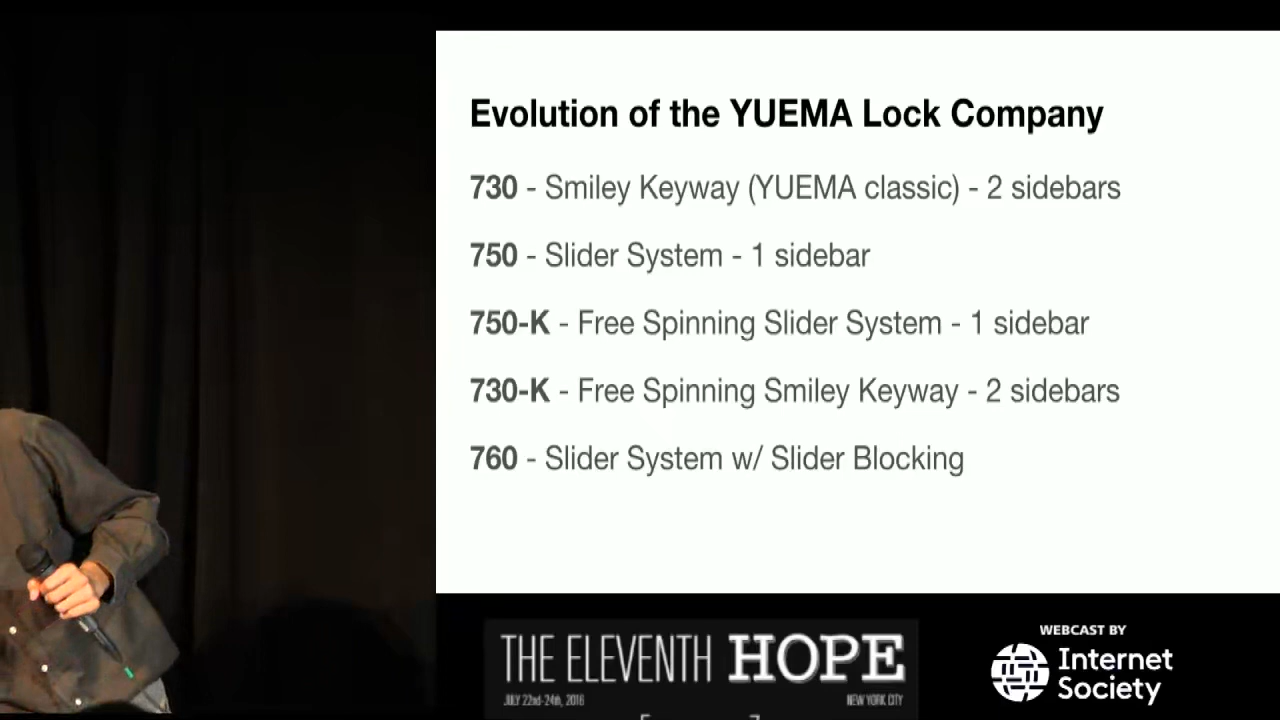 Evolution of the YUEMA Lock Company
730 - Smiley Keyway (YUEMA classic) - 2 sidebars
750 - Slider System - 1 sidebar
750-K - Free Spinning Slider System - 1 sidebar
730-K - Free Spinning Smiley Keyway - 2 sidebars
760 - Slider System w/ Slider Blocking
THE ELEVENTH HOPE
JULY 22nd-24th, 2016 NEW YORK CITY
WEBCAST BY
Internet
Society